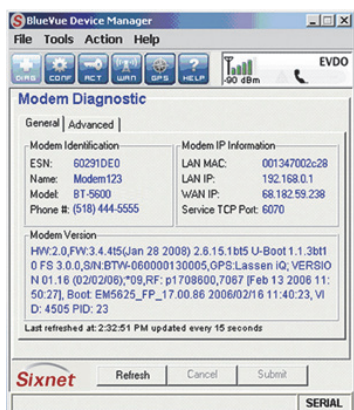 BlueVue Device Manager
File Tools Action Help
DIAG CONF ACT WAN GPS HELP -90 dBm EVDO
Modem Diagnostic
General Advanced
Modem Identification
ESN: 60291DE0
Name: Modem123
Model: BT-5600
Phone #: (518) 444-5555
Modem IP Information
LAN MAC: 001347002c28
LAN IP: 192.168.0.1
WAN IP: 68.182.59.238
Service TCP Port: 6070
Modem Version
HW:2.0,FW:3.4.4t5(Jan 28 2008) 2.6.15.1bt5 U-Boot 1.1.3bt1
0 FS 3.0.0,S/N:BTW-060000130005,GPS:Lassen iQ; VERSIO
N 01.16 (02/02/06);*09,RF: p1708600,7067 [Feb 13 2006 11:
50:27], Boot: EM5625_FP_17.00.86 2006/02/16 11:40:23, VI
D: 4505 PID: 23
Last refreshed at: 2:32:51 PM updated every 15 seconds
Sixnet Refresh Cancel Submit
SERIAL